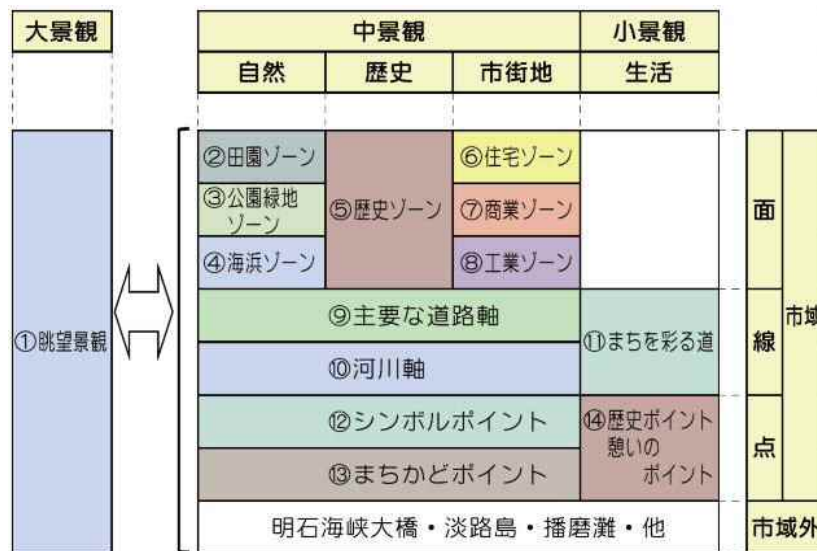 大景観
中景観
小景観
自然
歴史
市街地
生活
①眺望景観
②田園ゾーン
③公園緑地
ゾーン
④海浜ゾーン
⑤歴史ゾーン
⑥住宅ゾーン
⑦商業ゾーン
⑧工業ゾーン
⑨主要な道路軸
⑩河川軸
⑪まちを彩る道
⑫シンボルポイント
⑬まちかどポイント
⑭歴史ポイント
憩いの
ポイント
明石海峡大橋・淡路島・播磨灘・他
面
線
点
市域
市域外